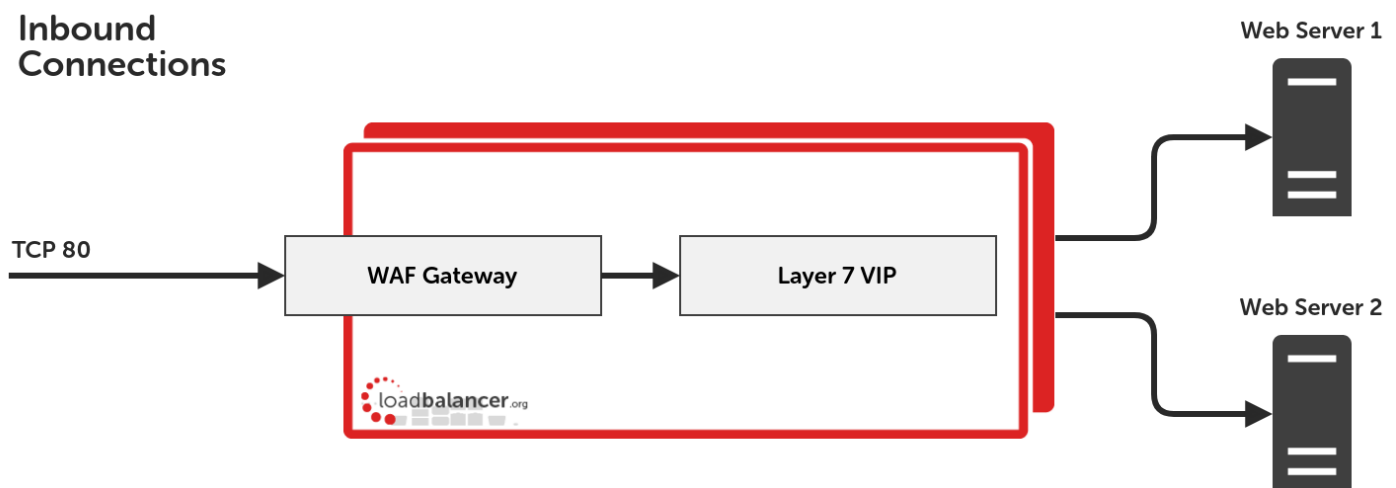 Inbound
Connections
Web Server 1
TCP 80
WAF Gateway
Layer 7 VIP
Web Server 2
loadbalancer.org